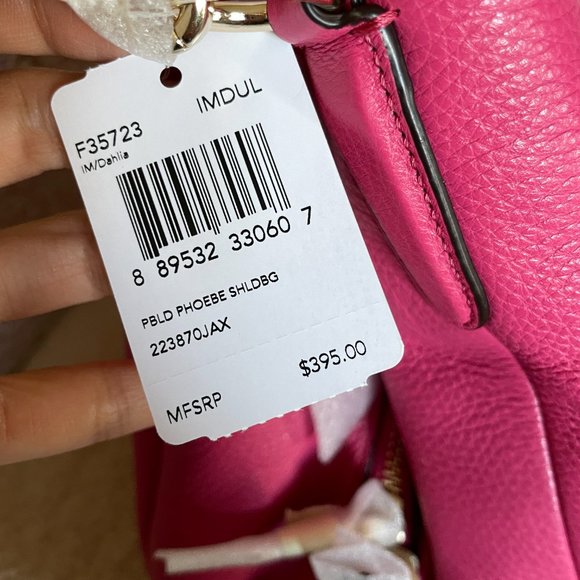 IMDUL
F35723
IM/Dahlia
8 89532 33060 7
PBLD PHOEBE SHLDBG
223870JAX
$395.00
MFSRP